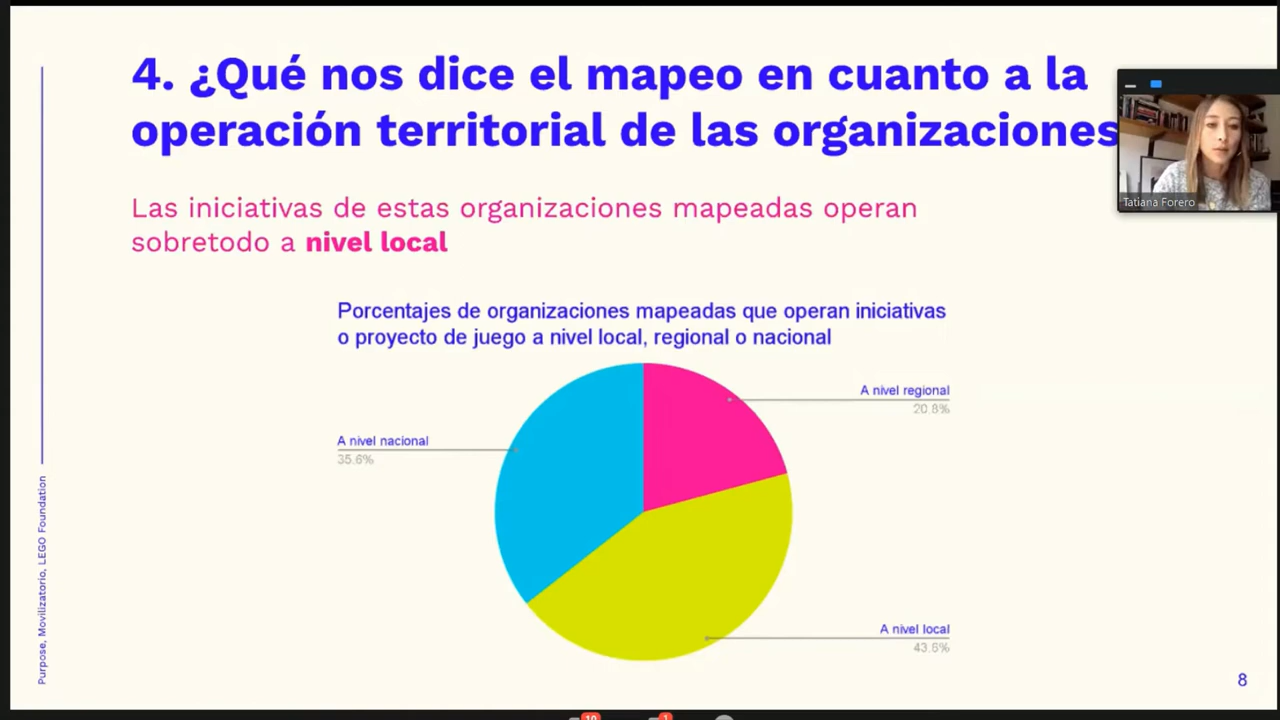 4. ¿Qué nos dice el mapeo en cuanto a la
operación territorial de las organizaciones
Las iniciativas de estas organizaciones mapeadas operan
sobretodo a nivel local
Porcentajes de organizaciones mapeadas que operan iniciativas
o proyecto de juego a nivel local, regional o nacional
A nivel regional
20.8%
A nivel nacional
35.6%
A nivel local
43.6%
Purpose, Movilizatorio, LEGO Foundation
8
Tatiana Forero
10
1